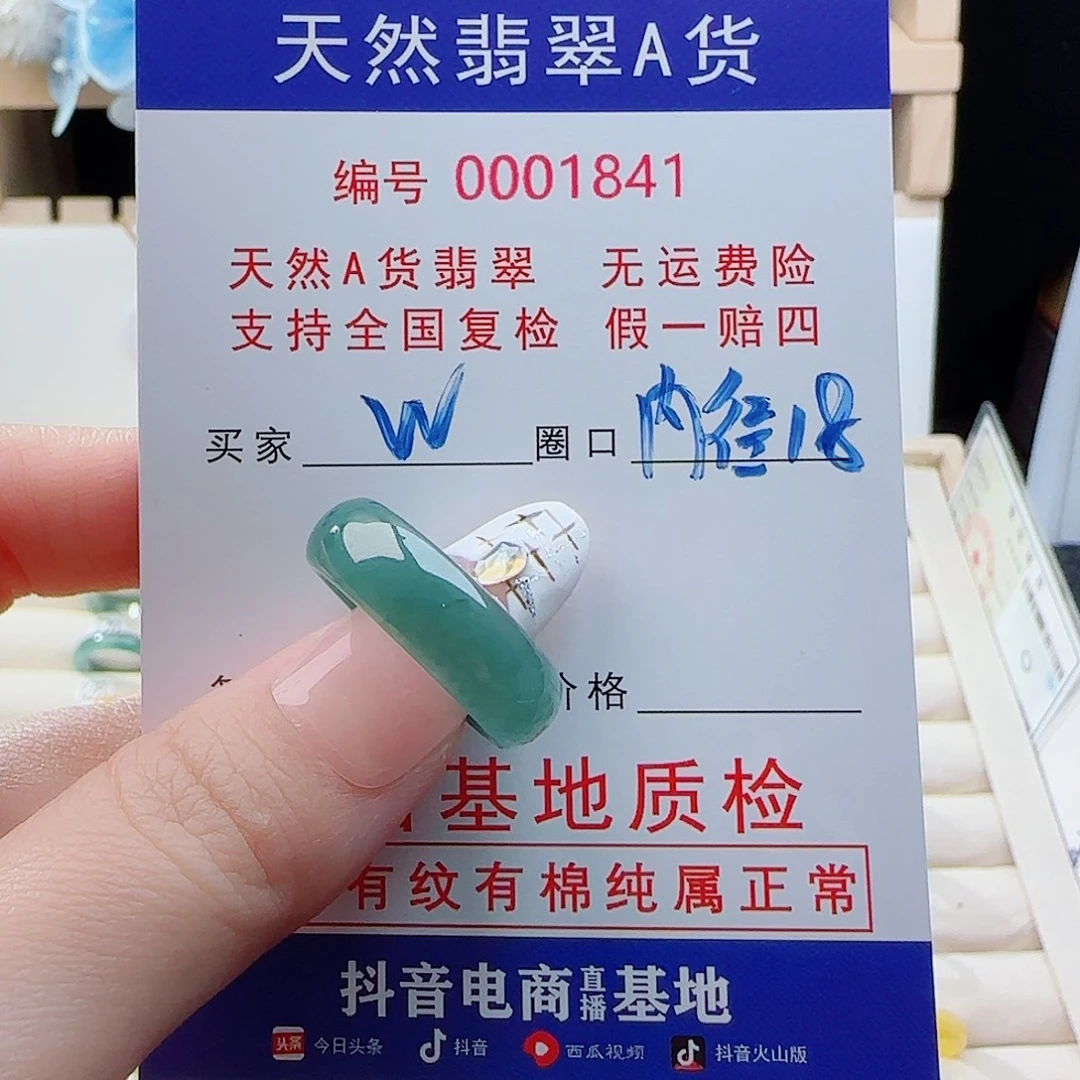 天然翡翠A货
编号 0001841
天然A货翡翠 无运费险
支持全国复检 假一赔四
买家 W 圈口 内径18
价格
基地质检
有纹有棉纯属正常
抖音电商直播基地
头条 今日头条 抖音 西瓜视频 抖音火山版